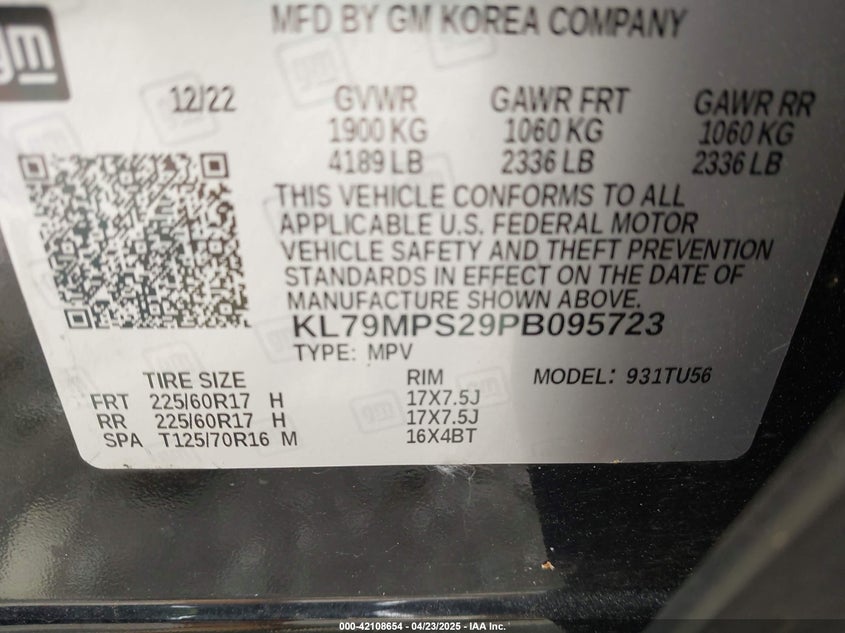 gm
MFD BY GM KOREA COMPANY
12/22 GVWR GAWR FRT GAWR RR
1900 KG 1060 KG 1060 KG
4189 LB 2336 LB 2336 LB
THIS VEHICLE CONFORMS TO ALL
APPLICABLE U.S. FEDERAL MOTOR
VEHICLE SAFETY AND THEFT PREVENTION
STANDARDS IN EFFECT ON THE DATE OF
MANUFACTURE SHOWN ABOVE.
KL79MPS29PB095723
TYPE: MPV
TIRE SIZE RIM MODEL: 931TU56
FRT 225/60R17 H 17X7.5J
RR 225/60R17 H 17X7.5J
SPA T125/70R16 M 16X4BT
000-42108654 - 04/23/2025 - IAA Inc.